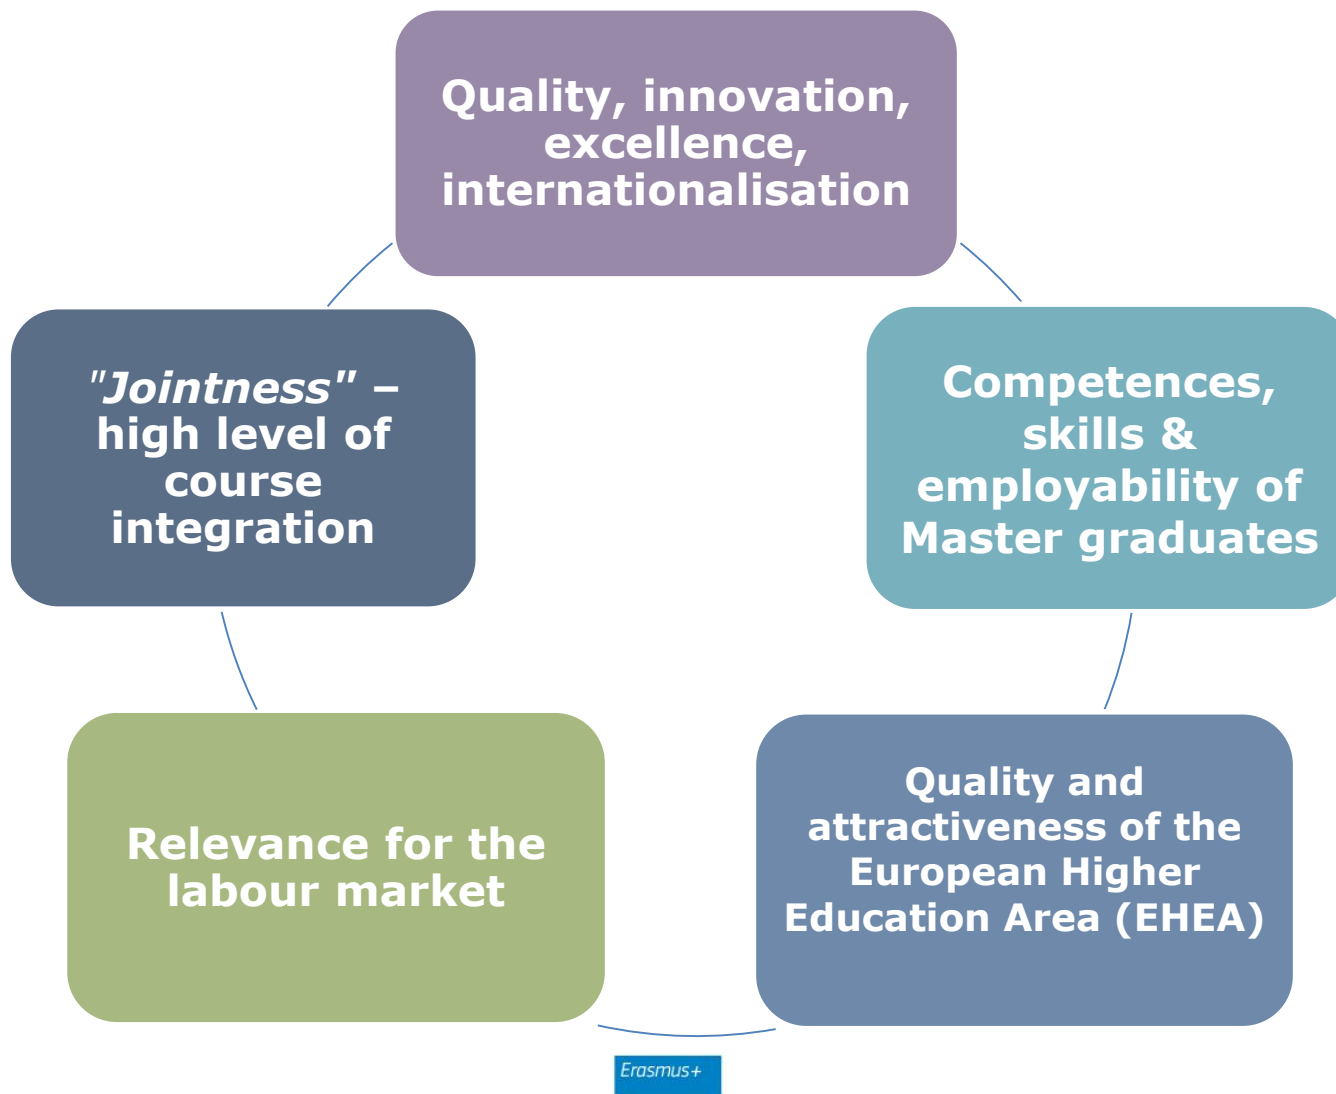 Quality, innovation,
excellence,
internationalisation
"Jointness" –
high level of
course
integration
Competences,
skills &
employability of
Master graduates
Relevance for the
labour market
Quality and
attractiveness of the
European Higher
Education Area (EHEA)
Erasmus+